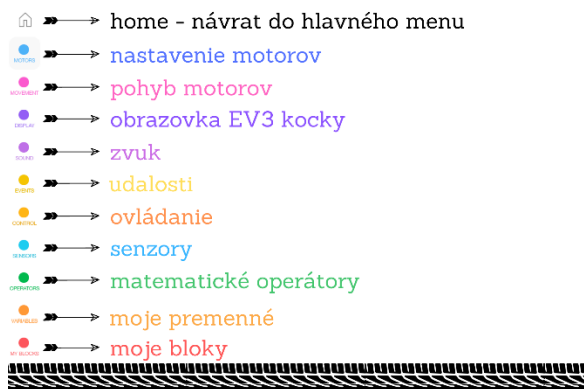 home - návrat do hlavného menu
MOTORS nastavenie motorov
MOVEMENT pohyb motorov
DISPLAY obrazovka EV3 kocky
SOUND zvuk
EVENTS udalosti
CONTROL ovládanie
SENSORS senzory
OPERATORS matematické operátory
VARIABLES moje premenné
MY BLOCKS moje bloky